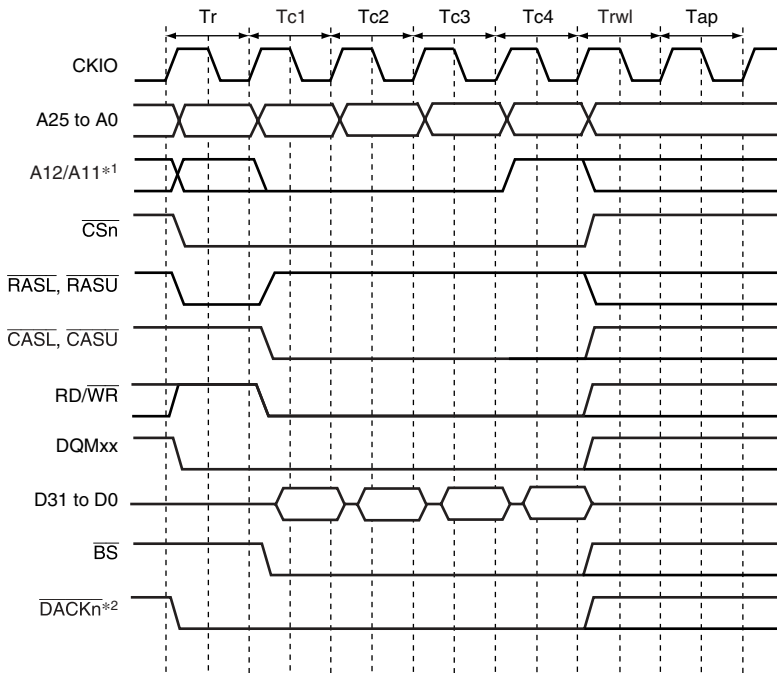 Tr Tc1 Tc2 Tc3 Tc4 Trwl Tap
CKIO
A25 to A0
A12/A11*1
CSn
RASL, RASU
CASL, CASU
RD/WR
DQMxx
D31 to D0
BS
DACKn*2